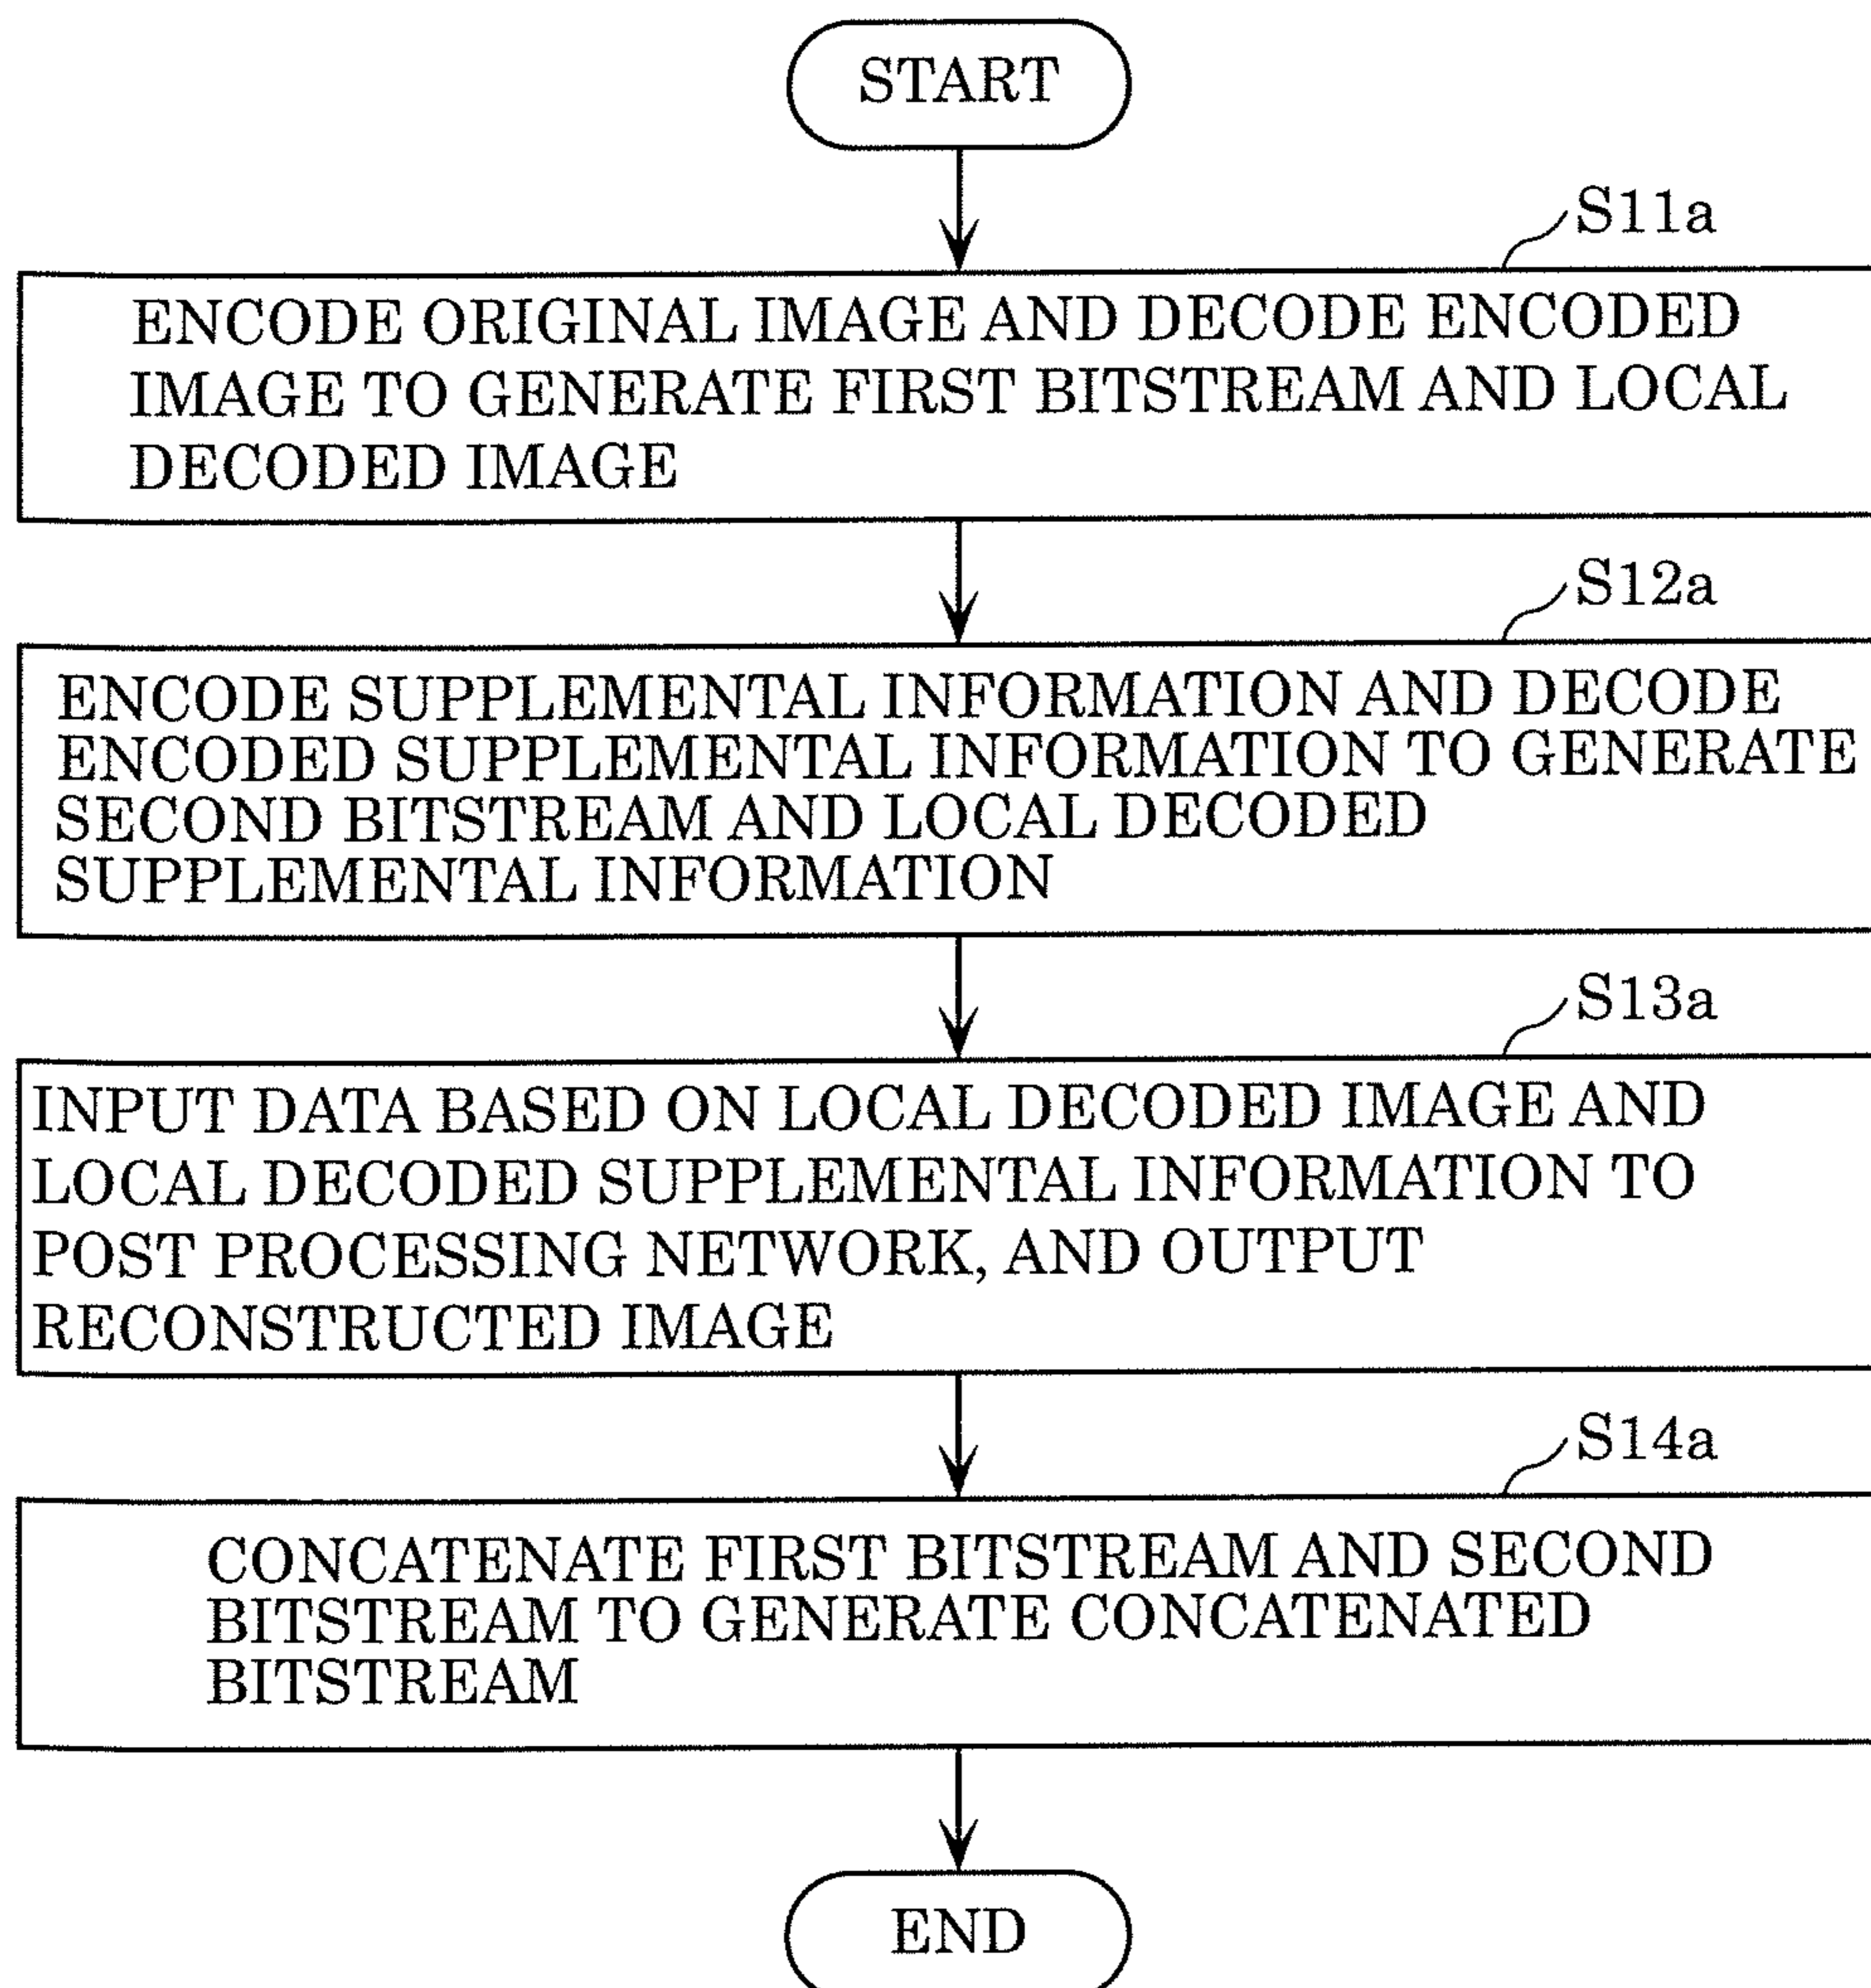 START
S11a
ENCODE ORIGINAL IMAGE AND DECODE ENCODED
IMAGE TO GENERATE FIRST BITSTREAM AND LOCAL
DECODED IMAGE
S12a
ENCODE SUPPLEMENTAL INFORMATION AND DECODE
ENCODED SUPPLEMENTAL INFORMATION TO GENERATE
SECOND BITSTREAM AND LOCAL DECODED
SUPPLEMENTAL INFORMATION
S13a
INPUT DATA BASED ON LOCAL DECODED IMAGE AND
LOCAL DECODED SUPPLEMENTAL INFORMATION TO
POST PROCESSING NETWORK, AND OUTPUT
RECONSTRUCTED IMAGE
S14a
CONCATENATE FIRST BITSTREAM AND SECOND
BITSTREAM TO GENERATE CONCATENATED
BITSTREAM
END